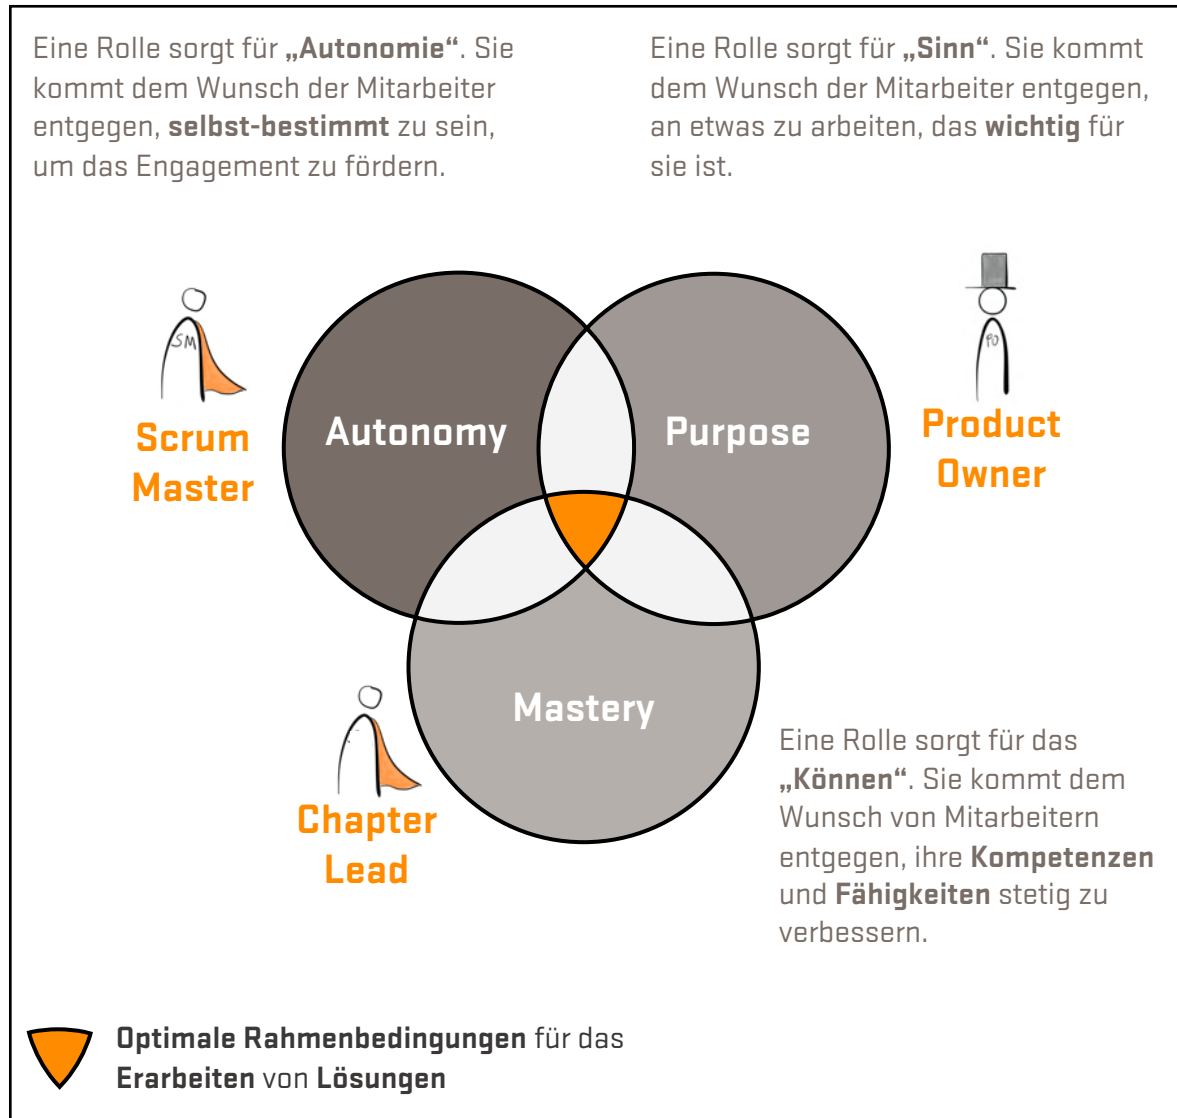 Eine Rolle sorgt für „Autonomie“. Sie
kommt dem Wunsch der Mitarbeiter
entgegen, selbst-bestimmt zu sein,
um das Engagement zu fördern.
Eine Rolle sorgt für „Sinn“. Sie kommt
dem Wunsch der Mitarbeiter entgegen,
an etwas zu arbeiten, das wichtig für
sie ist.
SM
Scrum
Master
Autonomy
Purpose
PO
Product
Owner
Mastery
Chapter
Lead
Eine Rolle sorgt für das
„Können“. Sie kommt dem
Wunsch von Mitarbeitern
entgegen, ihre Kompetenzen
und Fähigkeiten stetig zu
verbessern.
Optimale Rahmenbedingungen für das
Erarbeiten von Lösungen